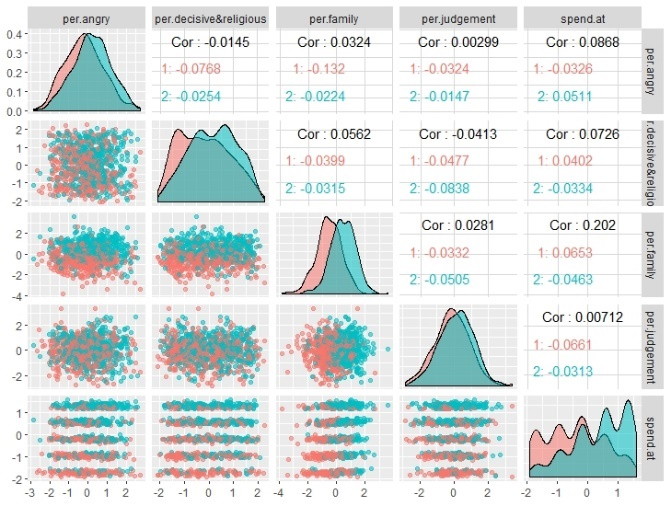 per.angry per.decisive&religious per.family per.judgement spend.at
0.4 Cor : -0.0145 Cor : 0.0324 Cor : 0.00299 Cor : 0.0868
0.3
1: -0.0768 1: -0.132 1: -0.0324 1: -0.0326
0.2
0.1 2: -0.0254 2: -0.0224 2: -0.0147 2: 0.0511
0.0
per.angry
2 Cor : 0.0562 Cor : -0.0413 Cor : 0.0726
1
0 1: -0.0399 1: -0.0477 1: 0.0402
-1 2: -0.0315 2: -0.0838 2: -0.0334
-2
r.decisive&religio
2 Cor : 0.0281 Cor : 0.202
0 1: -0.0332 1: 0.0653
-2 2: -0.0505 2: -0.0463
-4
per.family
2 Cor : 0.00712
0 1: -0.0661
-2 2: -0.0313
per.judgement
1
0
-1
-2
spend.at
-3 -2 -1 0 1 2 -2 -1 0 1 2 -4 -2 0 2 -2 0 2 -2 -1 0 1